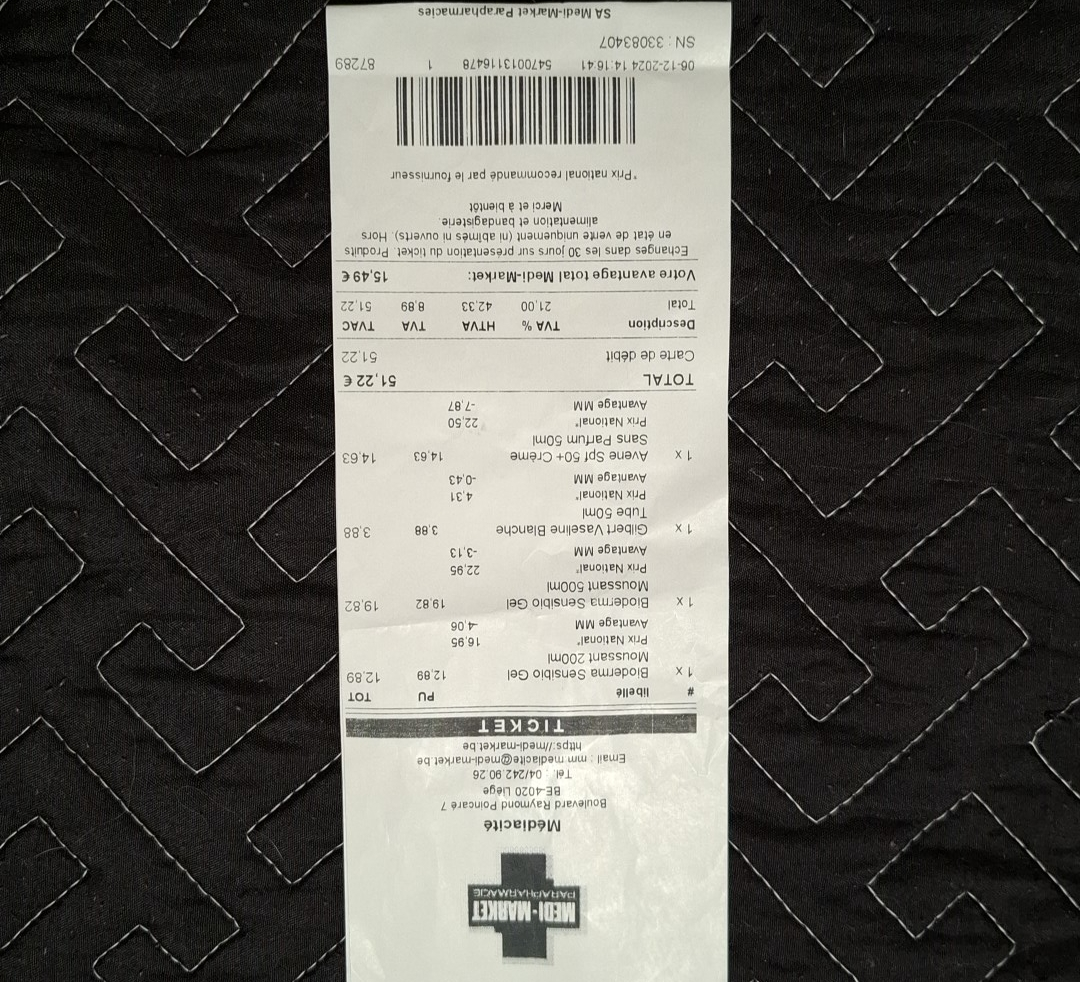 MEDI-MARKET
PARAPHARMACIE
Médiacité
Boulevard Raymond Poincaré 7
BE-4020 Liège
Tél. : 04/242.90.26
Email : mm.mediacite@medi-market.be
https://medi-market.be
TICKET
# libellé PU TOT
1 x Bioderma Sensibio Gel 12,89 12,89
Moussant 200ml
Prix National* 16,95
Avantage MM -4,06
1 x Bioderma Sensibio Gel 19,82 19,82
Moussant 500ml
Prix National* 22,95
Avantage MM -3,13
1 x Gilbert Vaseline Blanche 3,88 3,88
Tube 50ml
Prix National* 4,31
Avantage MM -0,43
1 x Avene Spf 50+ Crème 14,63 14,63
Sans Parfum 50ml
Prix National* 22,50
Avantage MM -7,87
TOTAL 51,22 €
Carte de débit 51,22
Description TVA % HTVA TVA TVAC
Total 21,00 42,33 8,89 51,22
Votre avantage total Medi-Market: 15,49 €
Echanges dans les 30 jours sur présentation du ticket. Produits
en état de vente uniquement (ni abîmés ni ouverts). Hors
alimentation et bandagisterie.
Merci et à bientôt
*Prix national recommandé par le fournisseur
06-12-2024 14:16:41 5470013116478 1 87289
SN : 33083407
SA Medi-Market Parapharmacies